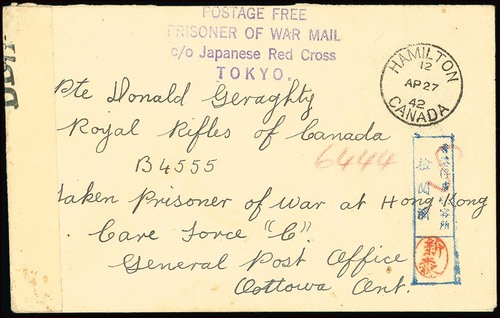 POSTAGE FREE
PRISONER OF WAR MAIL
c/o Japanese Red Cross
TOKYO.
HAMILTON
12
AP 27
42
CANADA
Pte Donald Geraghty
Royal Rifles of Canada
B4555
6444
taken Prisoner of War at Hong Kong
Care Force "C"
General Post Office
Ottowa Ont.